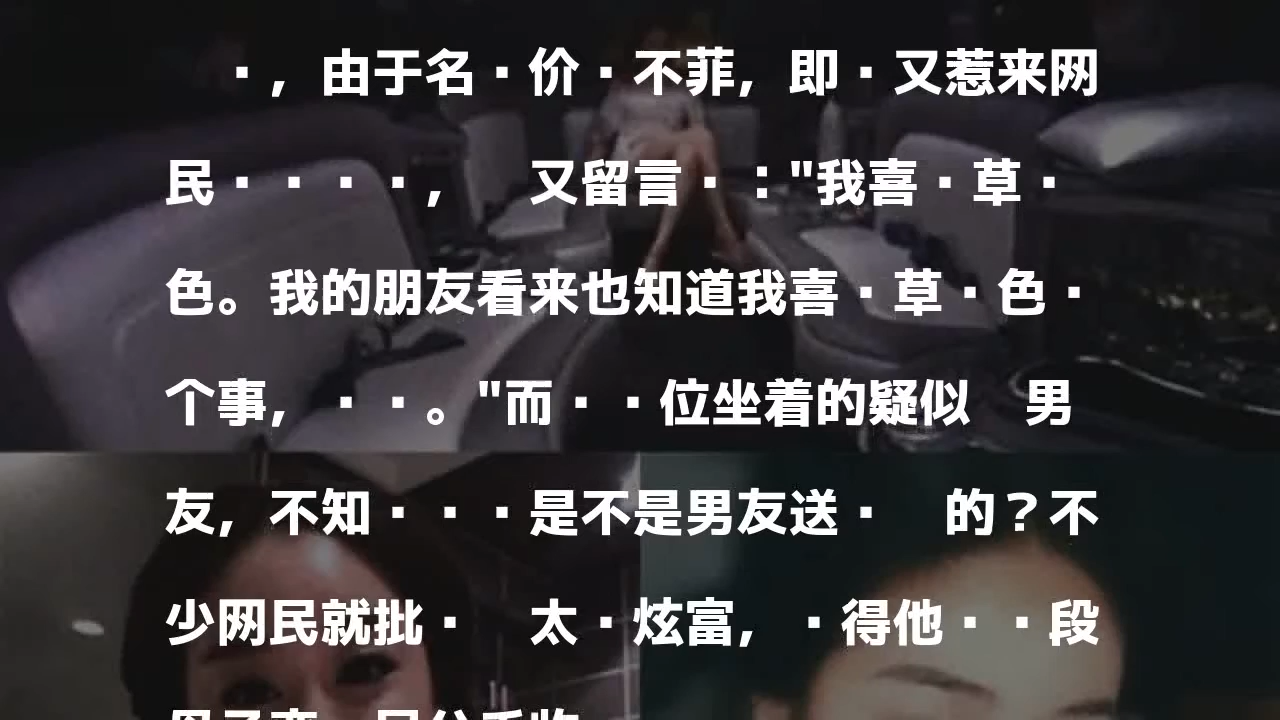 ·，由于名·价·不菲，即·又惹来网
民····， 又留言·："我喜·草·
色。我的朋友看来也知道我喜·草·色·
个事，··。"而··位坐着的疑似 男
友，不知···是不是男友送· 的？不
少网民就批· 太·炫富，·得他··段